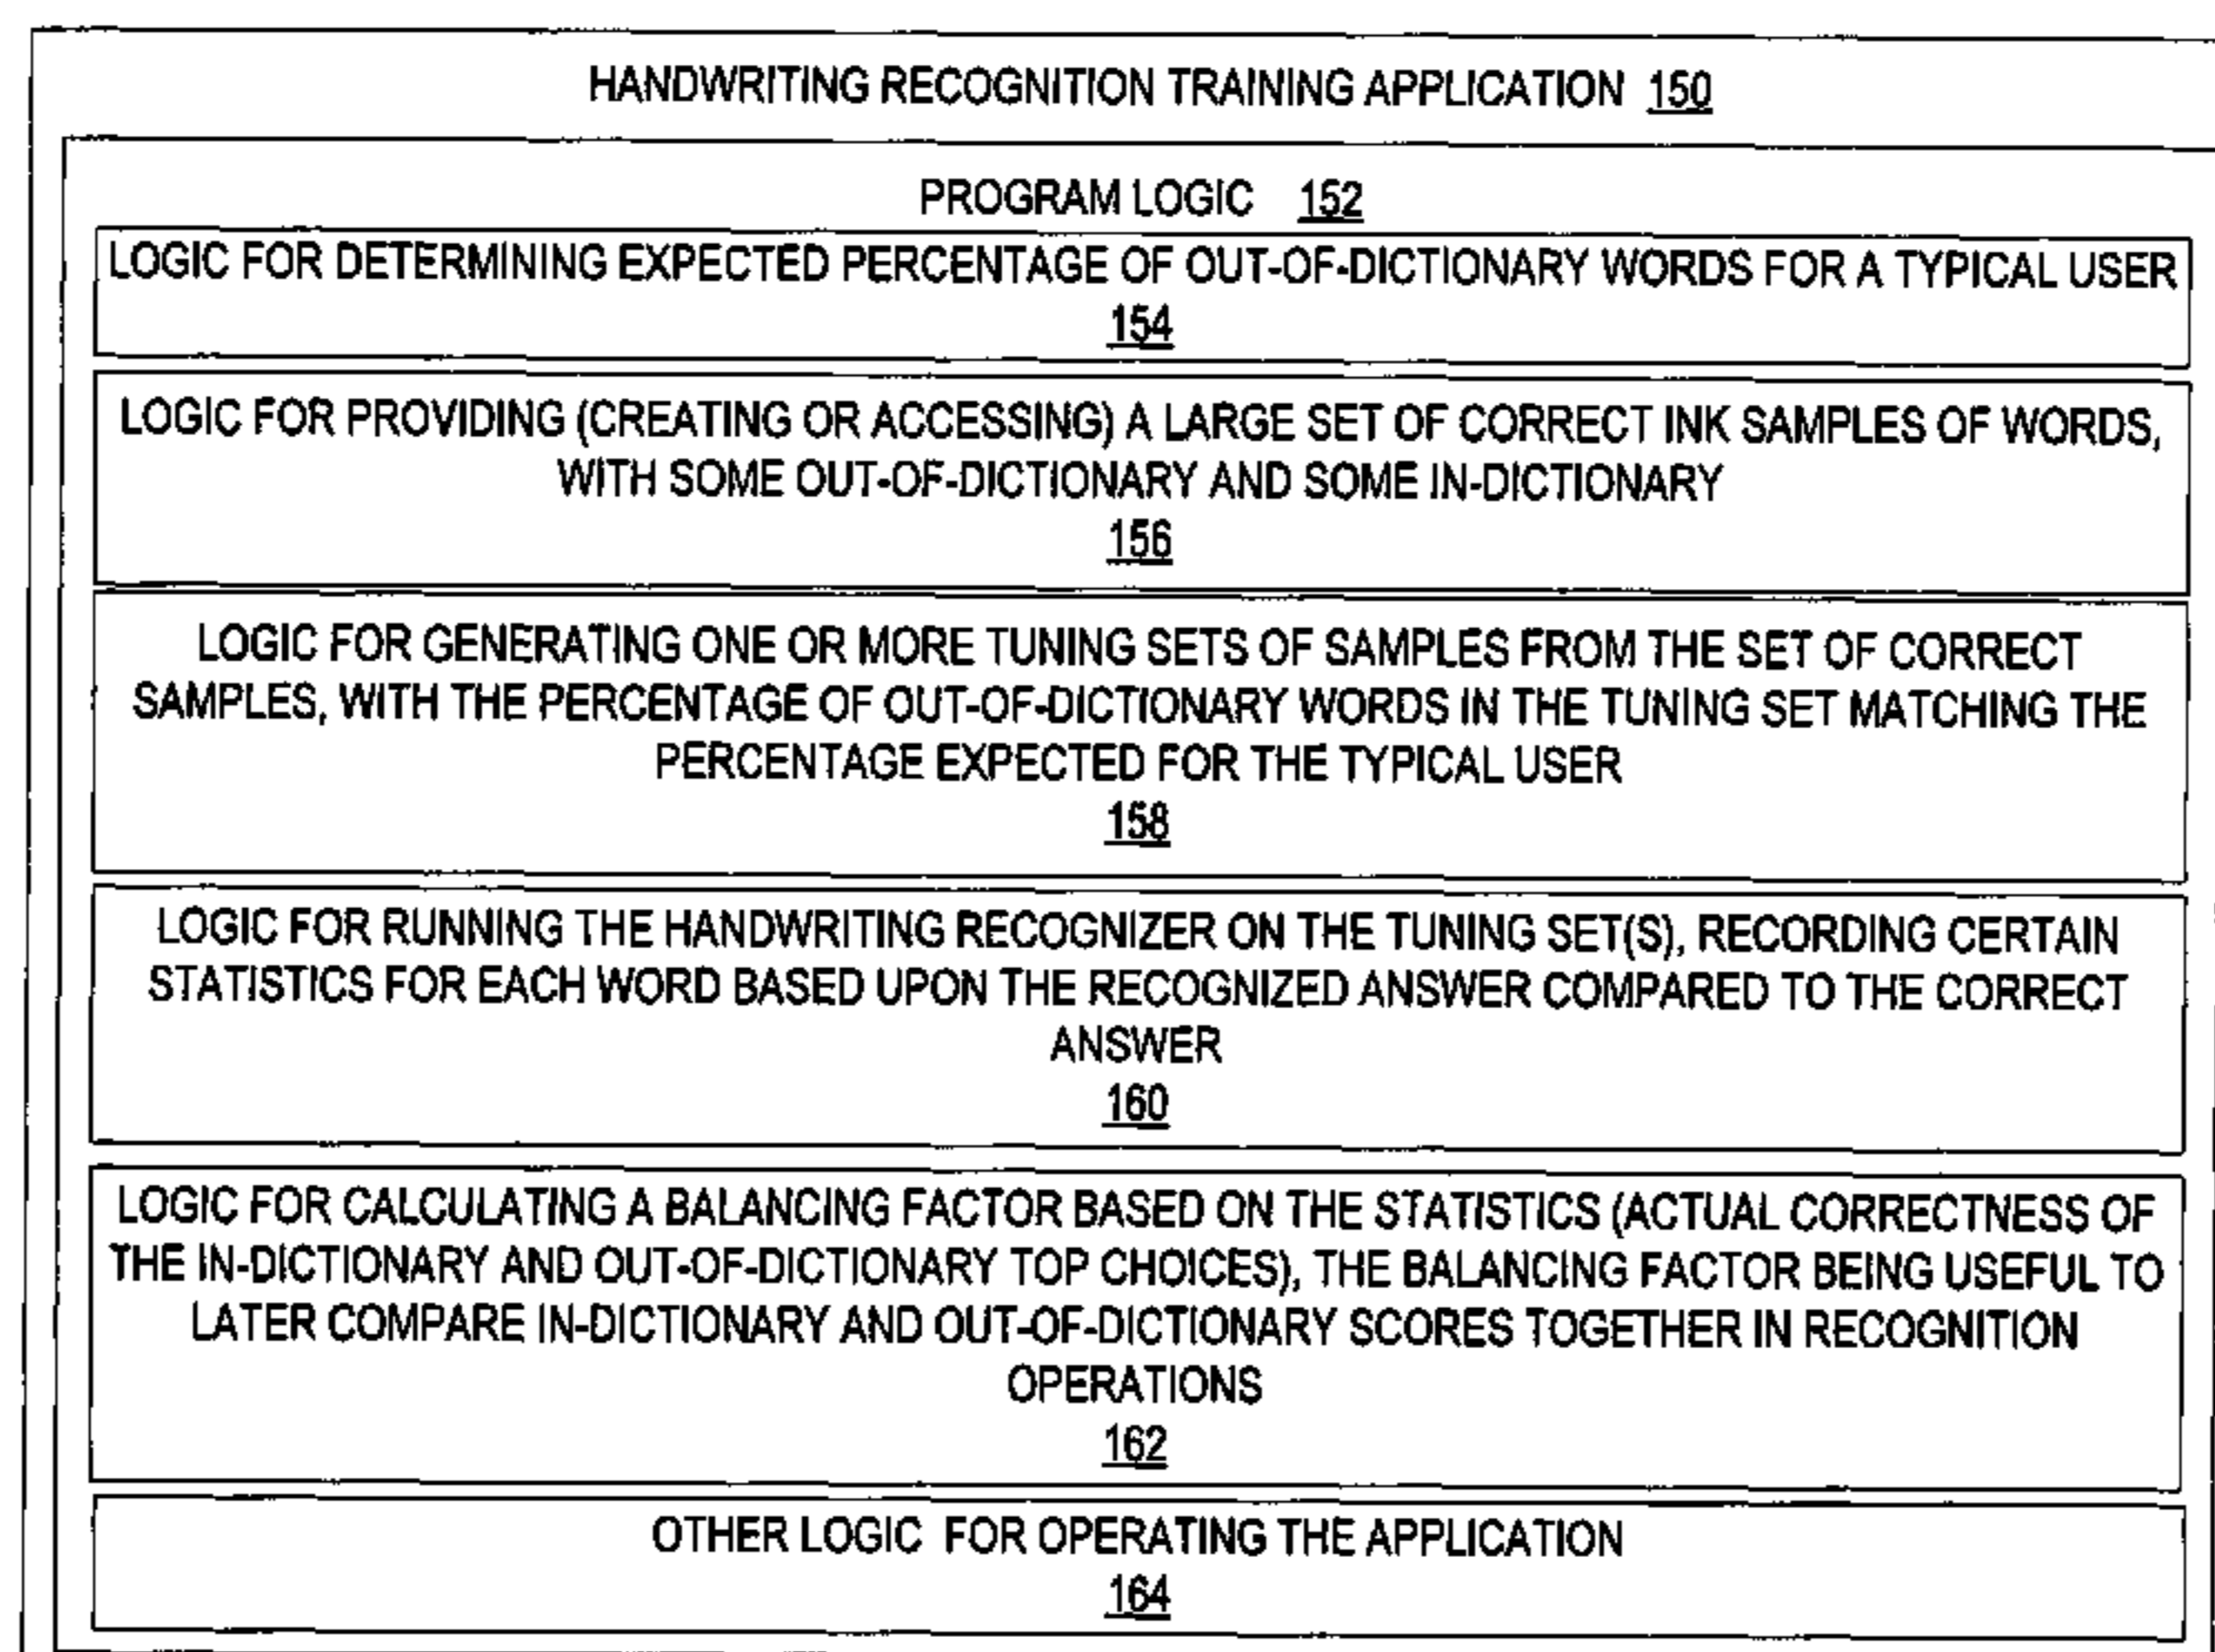 HANDWRITING RECOGNITION TRAINING APPLICATION 150
PROGRAM LOGIC 152
LOGIC FOR DETERMINING EXPECTED PERCENTAGE OF OUT-OF-DICTIONARY WORDS FOR A TYPICAL USER
154
LOGIC FOR PROVIDING (CREATING OR ACCESSING) A LARGE SET OF CORRECT INK SAMPLES OF WORDS,
WITH SOME OUT-OF-DICTIONARY AND SOME IN-DICTIONARY
156
LOGIC FOR GENERATING ONE OR MORE TUNING SETS OF SAMPLES FROM THE SET OF CORRECT
SAMPLES, WITH THE PERCENTAGE OF OUT-OF-DICTIONARY WORDS IN THE TUNING SET MATCHING THE
PERCENTAGE EXPECTED FOR THE TYPICAL USER
158
LOGIC FOR RUNNING THE HANDWRITING RECOGNIZER ON THE TUNING SET(S), RECORDING CERTAIN
STATISTICS FOR EACH WORD BASED UPON THE RECOGNIZED ANSWER COMPARED TO THE CORRECT
ANSWER
160
LOGIC FOR CALCULATING A BALANCING FACTOR BASED ON THE STATISTICS (ACTUAL CORRECTNESS OF
THE IN-DICTIONARY AND OUT-OF-DICTIONARY TOP CHOICES), THE BALANCING FACTOR BEING USEFUL TO
LATER COMPARE IN-DICTIONARY AND OUT-OF-DICTIONARY SCORES TOGETHER IN RECOGNITION
OPERATIONS
162
OTHER LOGIC FOR OPERATING THE APPLICATION
164